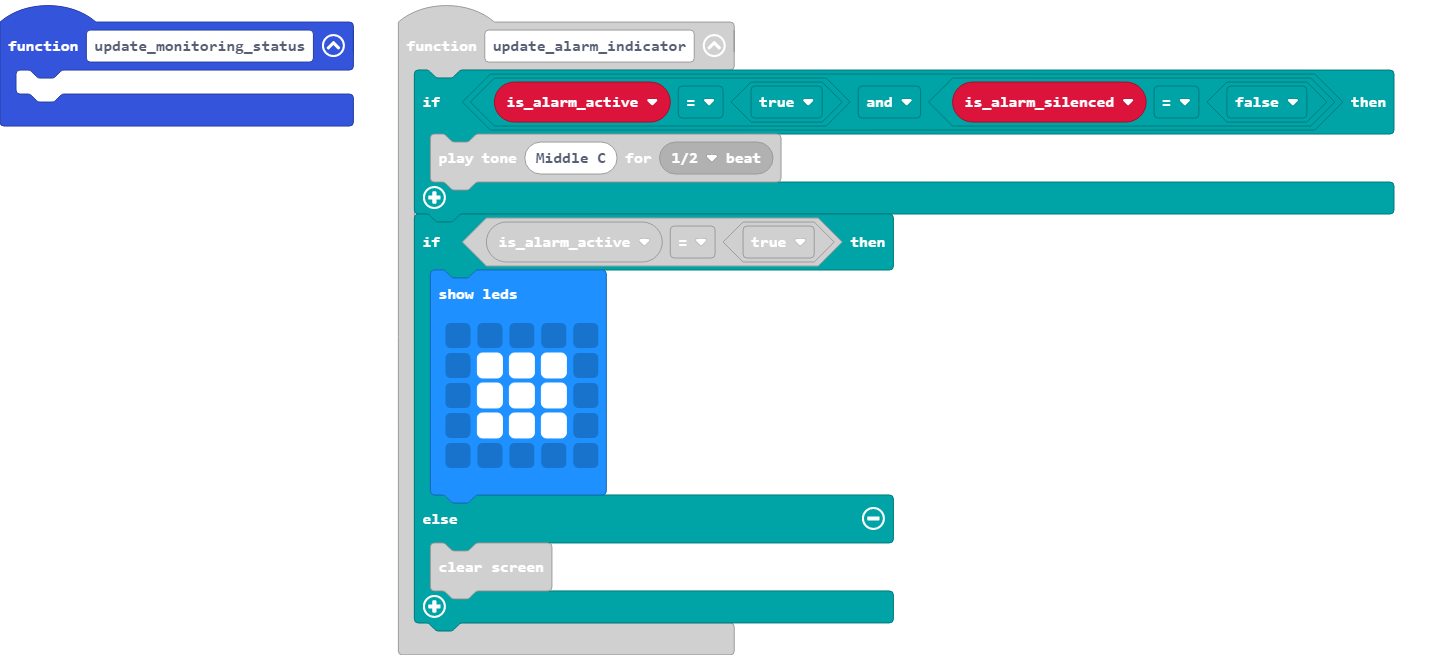 function update_monitoring_status
function update_alarm_indicator
if is_alarm_active = true and is_alarm_silenced = false then
play tone Middle C for 1/2 beat
if is_alarm_active = true then
show leds
else
clear screen